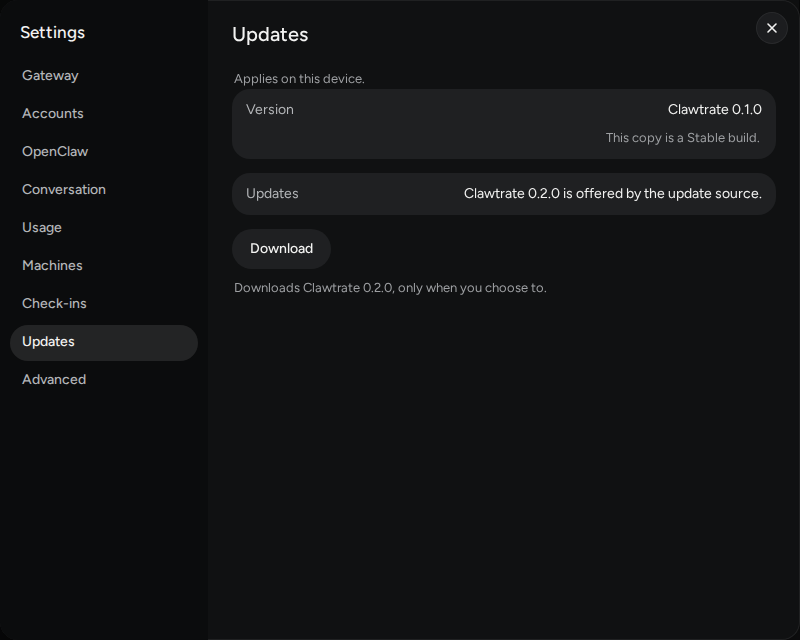 Settings
Gateway
Accounts
OpenClaw
Conversation
Usage
Machines
Check-ins
Updates
Advanced
Updates
Applies on this device.
Version
Clawtrate 0.1.0
This copy is a Stable build.
Updates
Clawtrate 0.2.0 is offered by the update source.
Download
Downloads Clawtrate 0.2.0, only when you choose to.